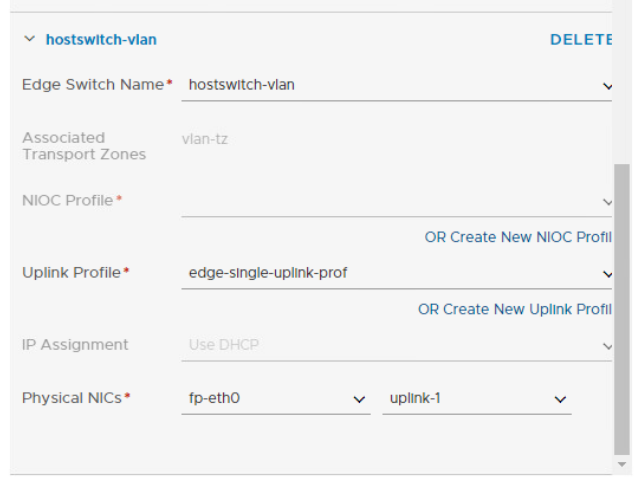 hostswitch-vlan
DELETE
Edge Switch Name* hostswitch-vlan
Associated
Transport Zones
vlan-tz
NIOC Profile*
OR Create New NIOC Profil
Uplink Profile* edge-single-uplink-prof
OR Create New Uplink Profil
IP Assignment Use DHCP
Physical NICs* fp-eth0 uplink-1